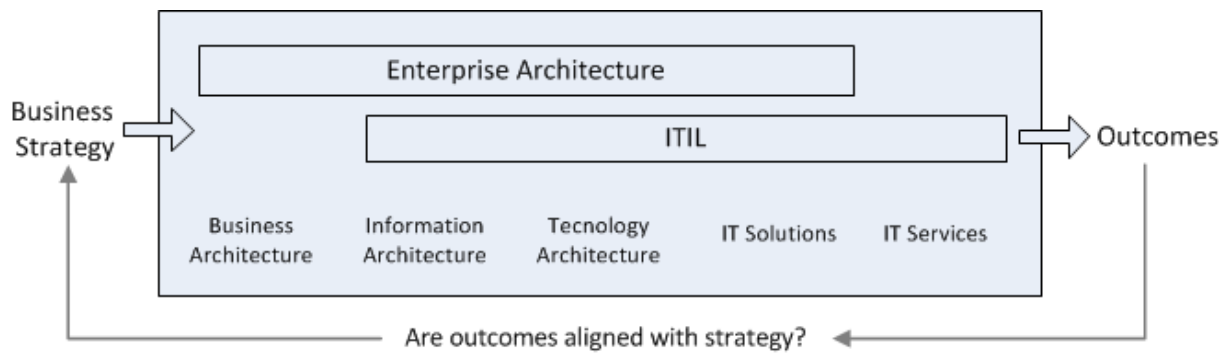 Enterprise Architecture
Business
Strategy
ITIL
Outcomes
Business
Architecture
Information
Architecture
Tecnology
Architecture
IT Solutions
IT Services
Are outcomes aligned with strategy?